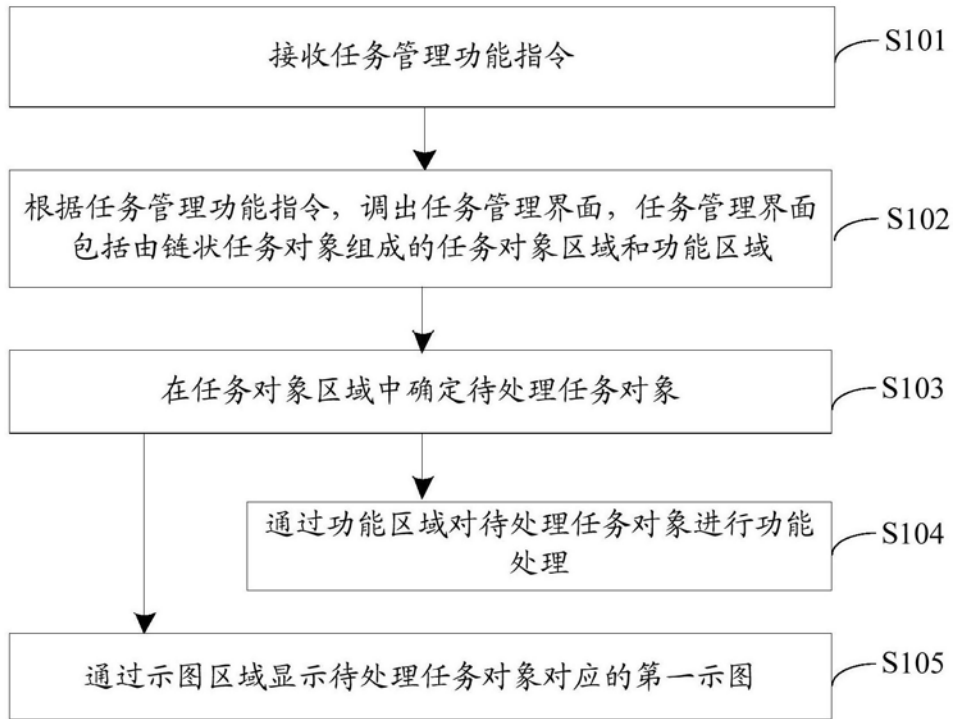 接收任务管理功能指令
S101
根据任务管理功能指令，调出任务管理界面，任务管理界面
包括由链状任务对象组成的任务对象区域和功能区域
S102
在任务对象区域中确定待处理任务对象
S103
通过功能区域对待处理任务对象进行功能
处理
S104
通过示图区域显示待处理任务对象对应的第一示图
S105